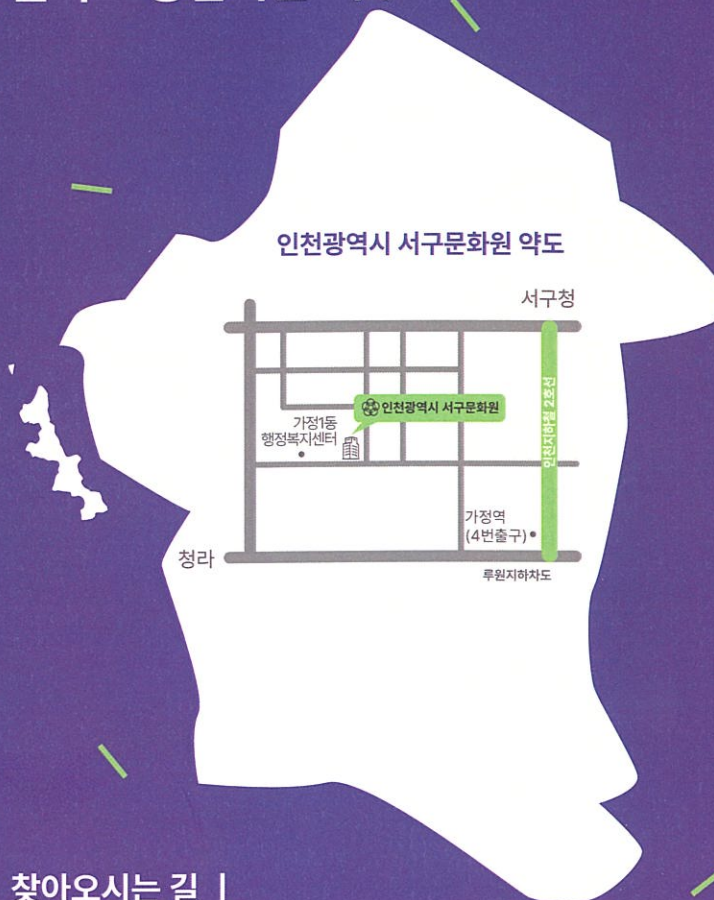 인천광역시 서구문화원 약도
서구청
인천지하철 2호선
인천광역시 서구문화원
가정1동
행정복지센터
가정역
(4번출구)
청라
루원지하차도
찾아오시는 길 |